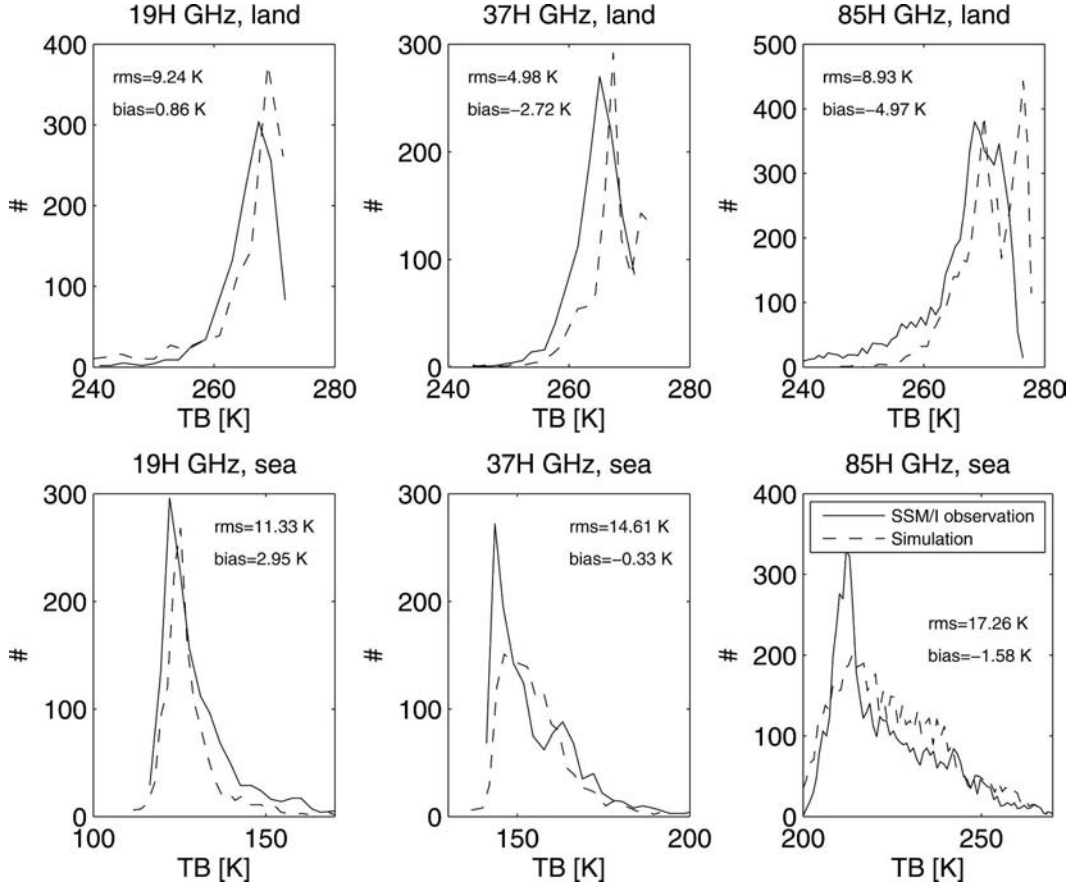 19H GHz, land
400
300
200
100
0
#
rms=9.24 K
bias=0.86 K
240
260
280
TB [K]
37H GHz, land
300
200
100
0
#
rms=4.98 K
bias=−2.72 K
240
260
280
TB [K]
85H GHz, land
500
400
300
200
100
0
#
rms=8.93 K
bias=−4.97 K
240
260
280
TB [K]
19H GHz, sea
300
200
100
0
#
rms=11.33 K
bias=2.95 K
100
150
TB [K]
37H GHz, sea
300
200
100
0
#
rms=14.61 K
bias=−0.33 K
150
200
TB [K]
85H GHz, sea
400
300
200
100
0
#
SSM/I observation
Simulation
rms=17.26 K
bias=−1.58 K
200
250
TB [K]